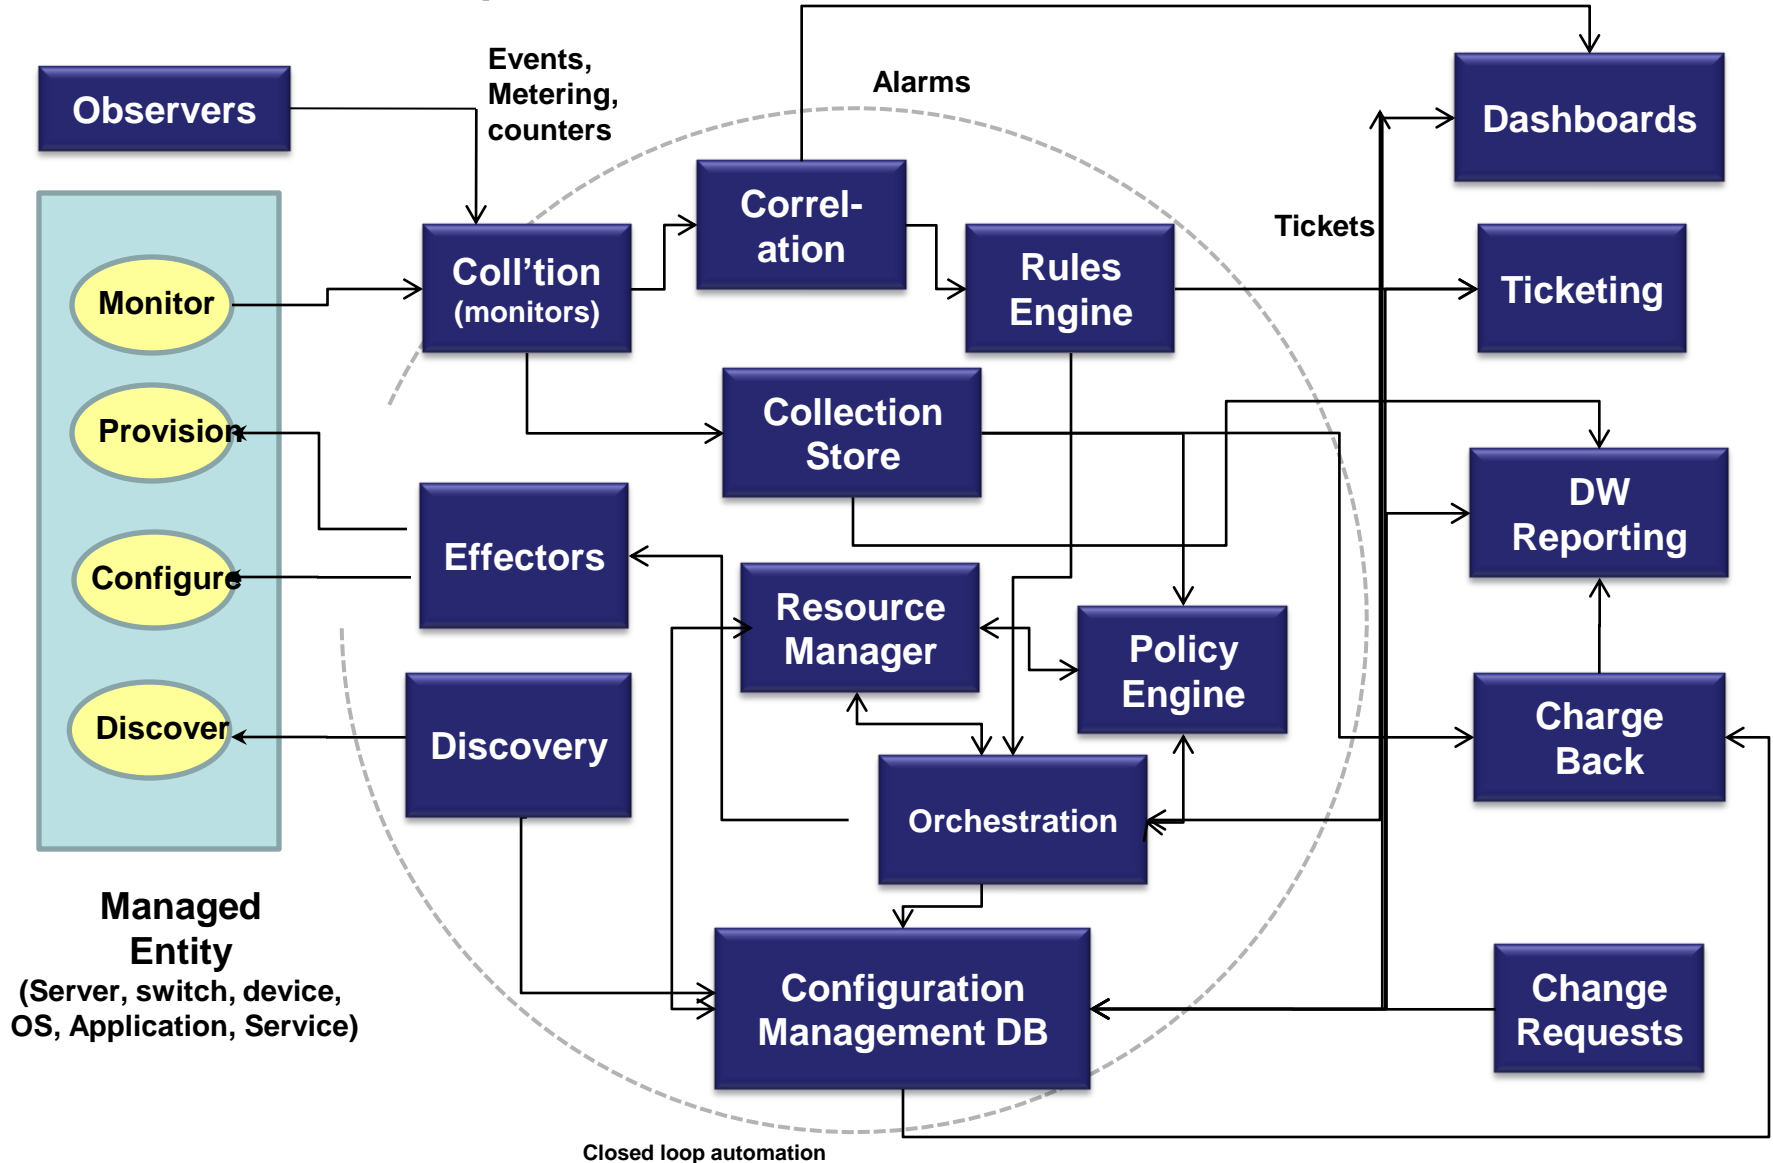 Events,
Metering,
counters
Alarms
Observers
Dashboards
Correl-
ation
Tickets
Coll'tion
(monitors)
Rules
Engine
Ticketing
Monitor
Collection
Store
Provision
DW
Reporting
Effectors
Configure
Resource
Manager
Policy
Engine
Discover
Discovery
Charge
Back
Orchestration
Managed
Entity
(Server, switch, device,
OS, Application, Service)
Configuration
Management DB
Change
Requests
Closed loop automation